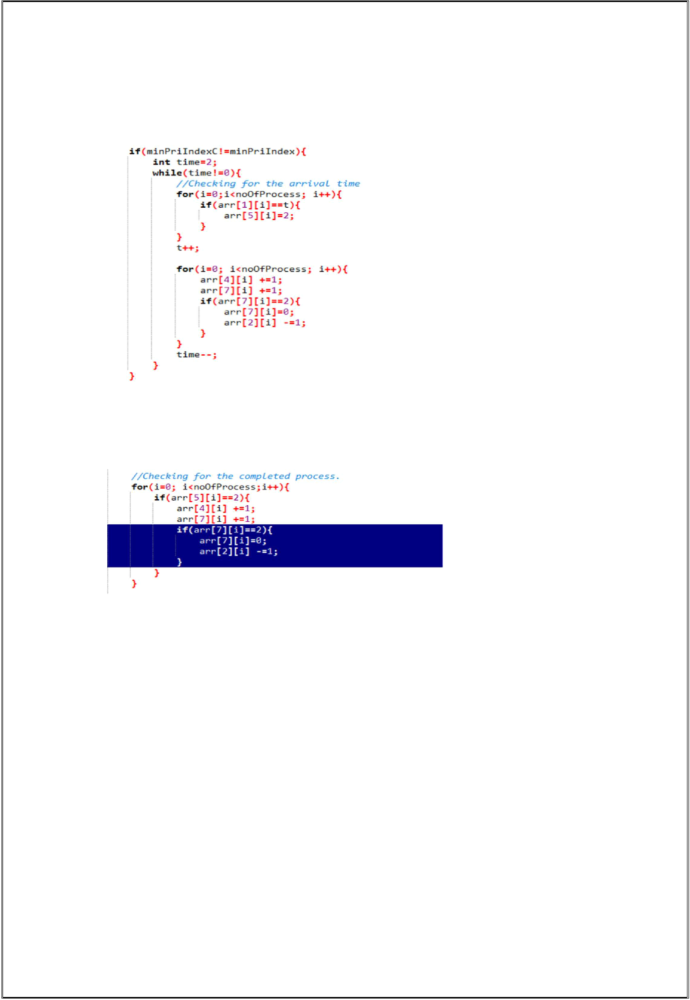 if(minPriIndexC!=minPriIndex){
int time=2;
while(time!=0){
//Checking for the arrival time
for(i=0;i<noOfProcess; i++){
if(arr[1][i]==t){
arr[5][i]=2;
}
}
t++;
for(i=0; i<noOfProcess; i++){
arr[4][i] +=1;
arr[7][i] +=1;
if(arr[7][i]==2){
arr[7][i]=0;
arr[2][i] -=1;
}
}
time--;
}
}
//Checking for the completed process.
for(i=0; i<noOfProcess;i++){
if(arr[5][i]==2){
arr[4][i] +=1;
arr[7][i] +=1;
if(arr[7][i]==2){
arr[7][i]=0;
arr[2][i] -=1;
}
}
}